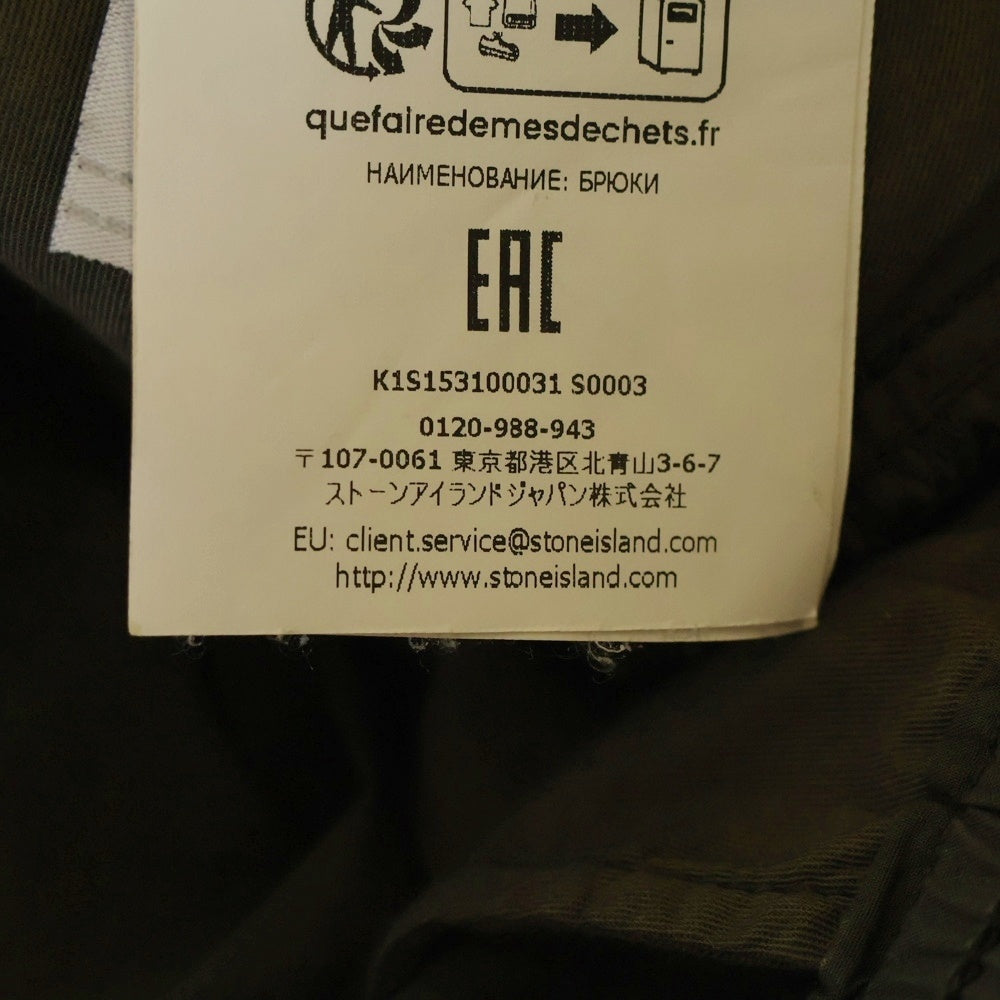 quefairedemesdechets.fr
НАИМЕНОВАНИЕ: БРЮКИ
EAC
K1S153100031 S0003
0120-988-943
〒107-0061 東京都港区北青山3-6-7
ストーンアイランドジャパン株式会社
EU: client.service@stoneisland.com
http://www.stoneisland.com